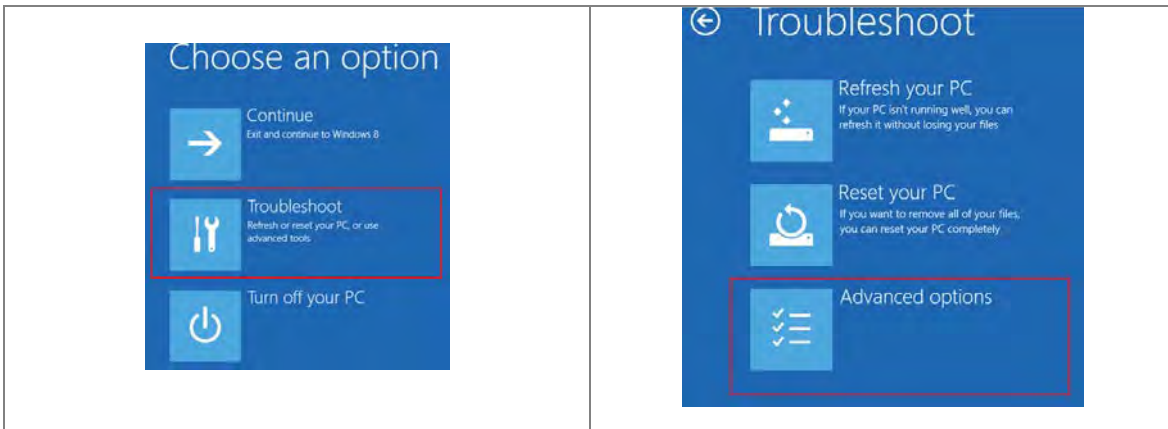 Choose an option
Continue
Exit and continue to Windows 8
Troubleshoot
Refresh or reset your PC, or use
advanced tools
Turn off your PC
Troubleshoot
Refresh your PC
If your PC isn't running well, you can
refresh it without losing your files
Reset your PC
If you want to remove all of your files,
you can reset your PC completely
Advanced options